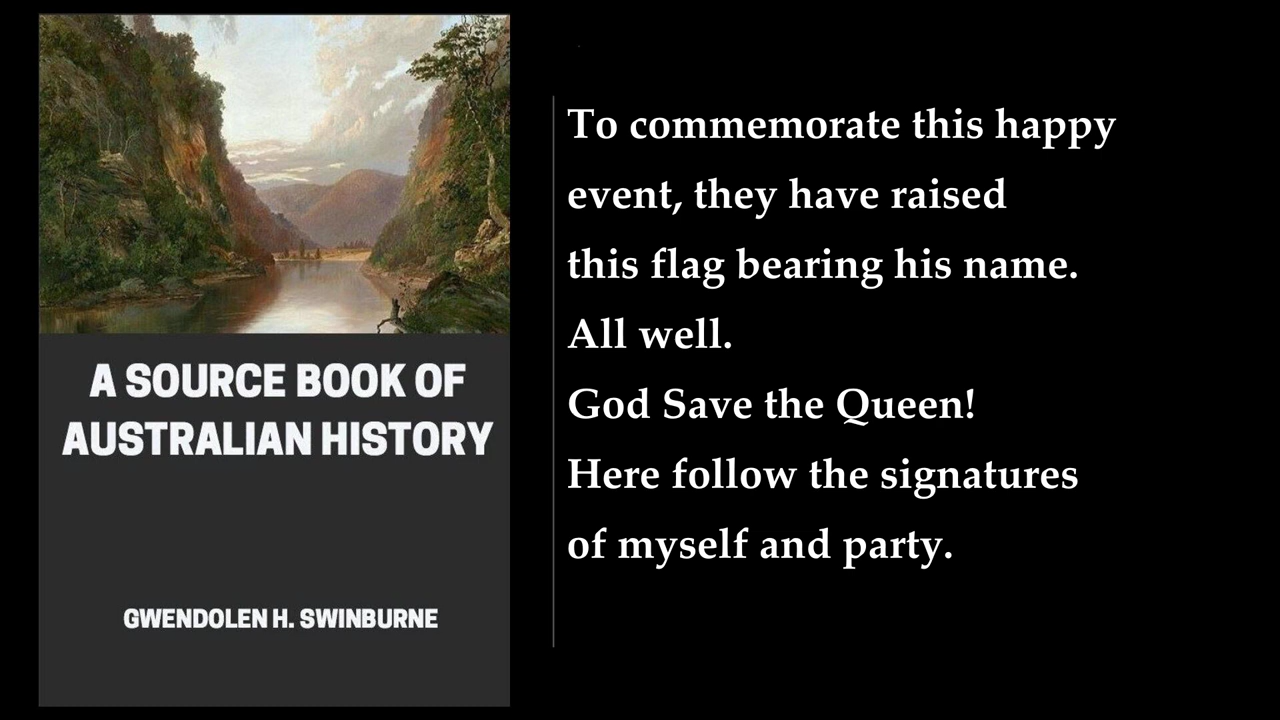 A SOURCE BOOK OF
AUSTRALIAN HISTORY
GWENDOLEN H. SWINBURNE
To commemorate this happy
event, they have raised
this flag bearing his name.
All well.
God Save the Queen!
Here follow the signatures
of myself and party.